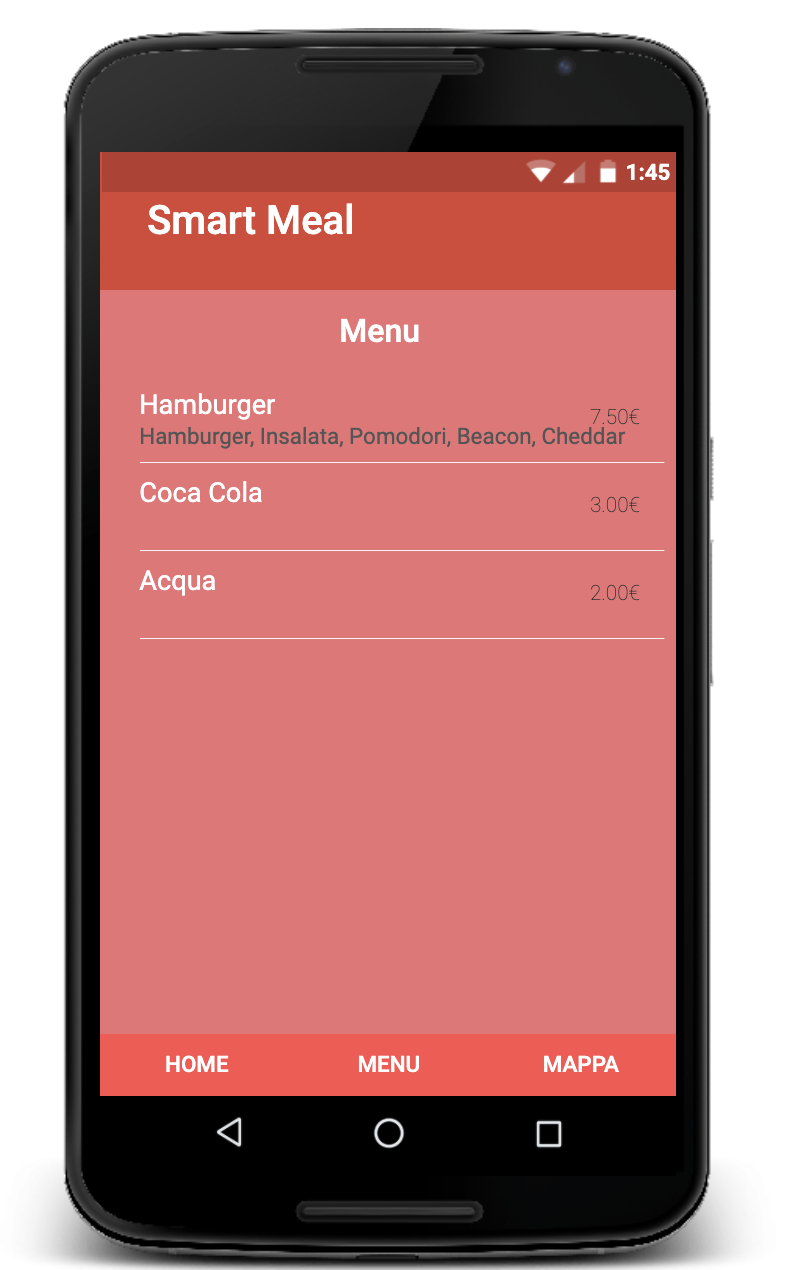 1:45
Smart Meal
Menu
Hamburger
7.50€
Hamburger, Insalata, Pomodori, Beacon, Cheddar
Coca Cola
3.00€
Acqua
2.00€
HOME MENU MAPPA